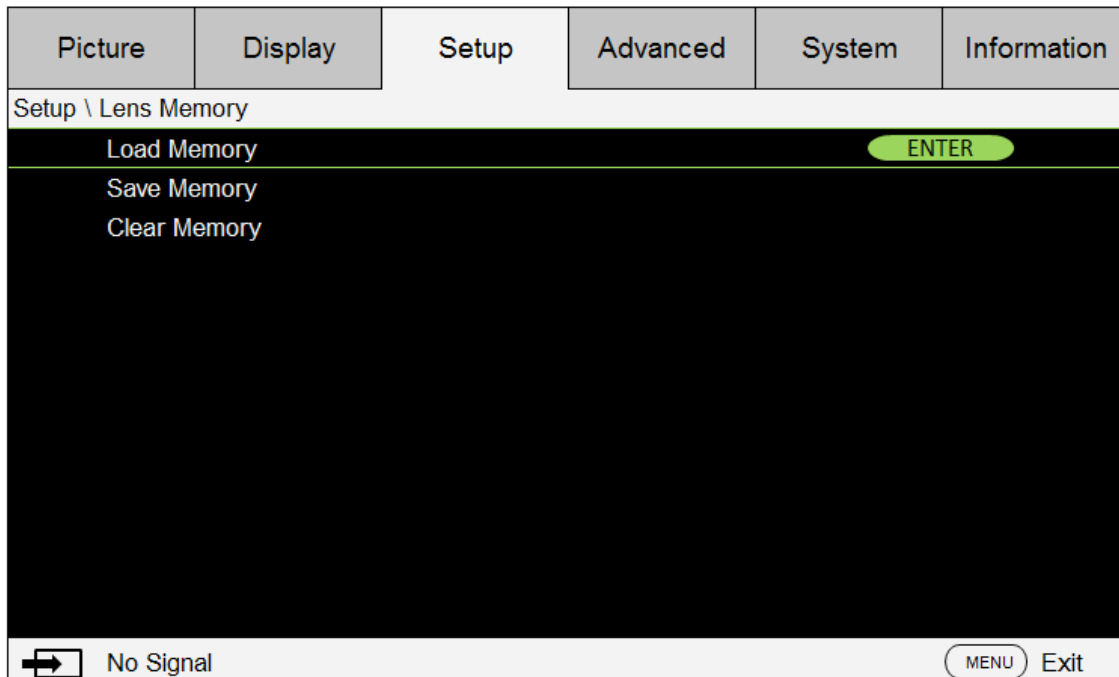 Picture Display Setup Advanced System Information
Setup \ Lens Memory
Load Memory ENTER
Save Memory
Clear Memory
No Signal MENU Exit